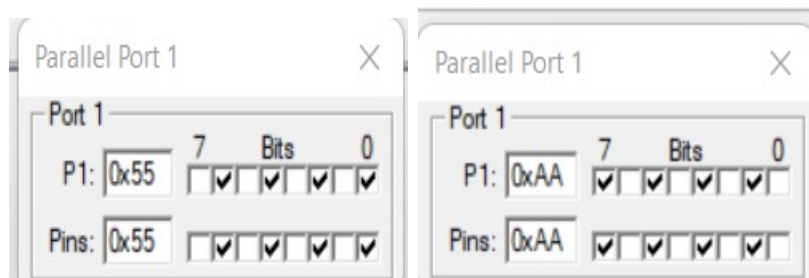 Parallel Port 1
Port 1
7 Bits 0
P1: 0x55
Pins: 0x55
Parallel Port 1
Port 1
7 Bits 0
P1: 0xAA
Pins: 0xAA